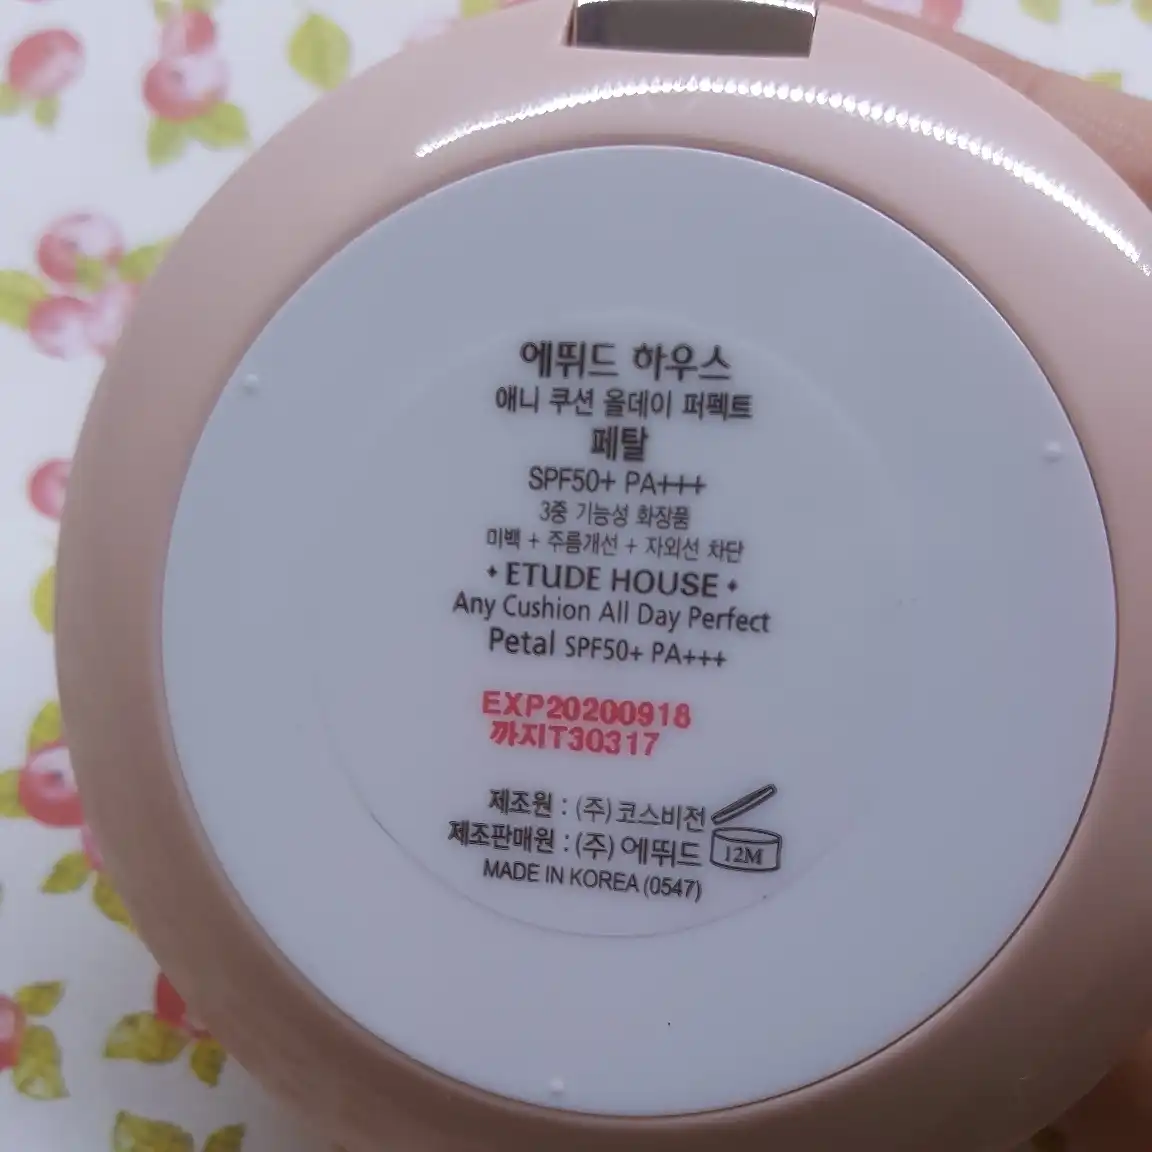 에뛰드 하우스
애니 쿠션 올데이 퍼펙트
페탈
SPF50+ PA+++
3중 기능성 화장품
미백 + 주름개선 + 자외선 차단
• ETUDE HOUSE •
Any Cushion All Day Perfect
Petal SPF50+ PA+++
EXP20200918
까지T30317
제조원 : (주)코스비전
제조판매원 : (주) 에뛰드
12M
MADE IN KOREA (0547)